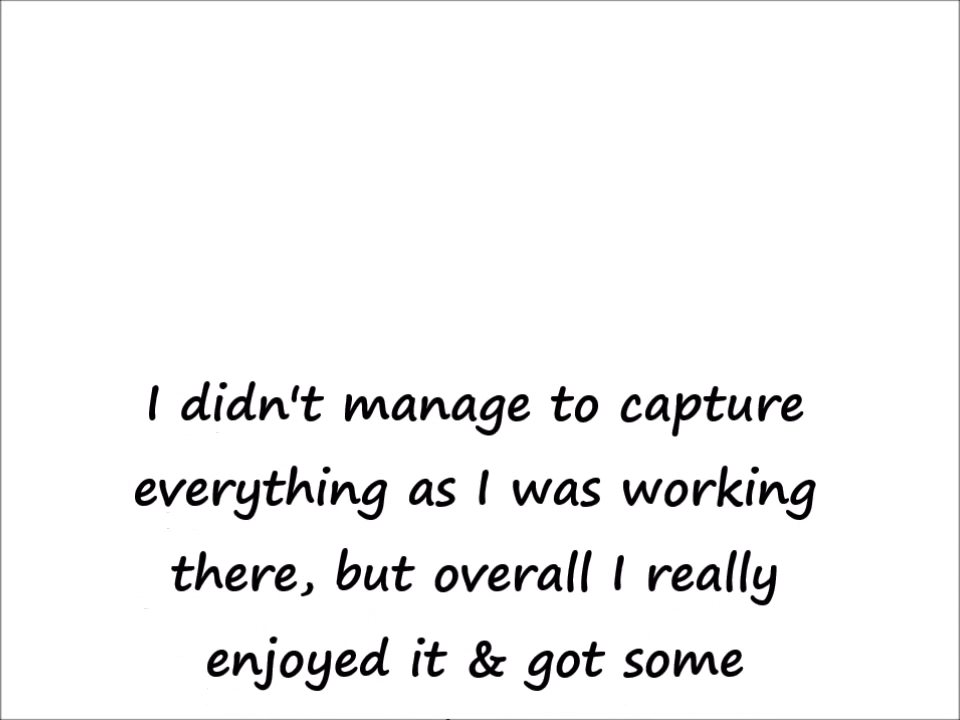 I didn't manage to capture
everything as I was working
there, but overall I really
enjoyed it & got some